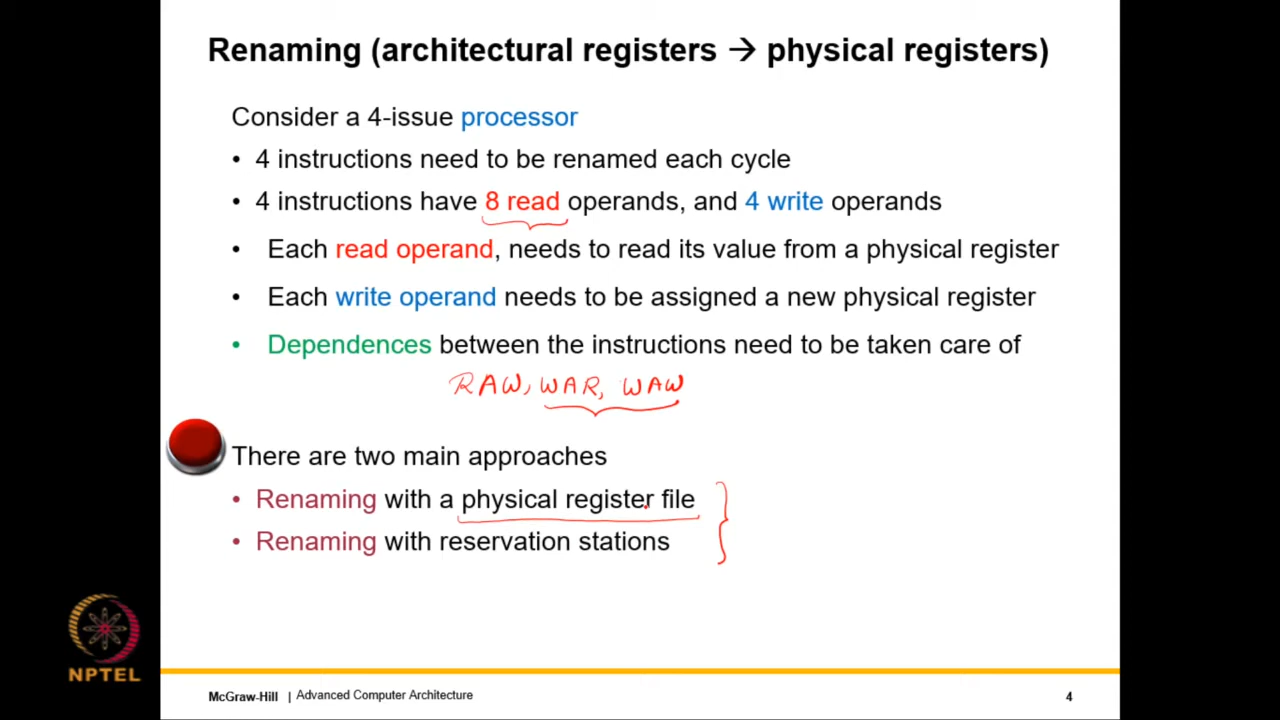 Renaming (architectural registers → physical registers)
Consider a 4-issue processor
• 4 instructions need to be renamed each cycle
• 4 instructions have 8 read operands, and 4 write operands
• Each read operand, needs to read its value from a physical register
• Each write operand needs to be assigned a new physical register
• Dependences between the instructions need to be taken care of
RAW, WAR, WAW
There are two main approaches
• Renaming with a physical register file
• Renaming with reservation stations
NPTEL
McGraw-Hill | Advanced Computer Architecture 4